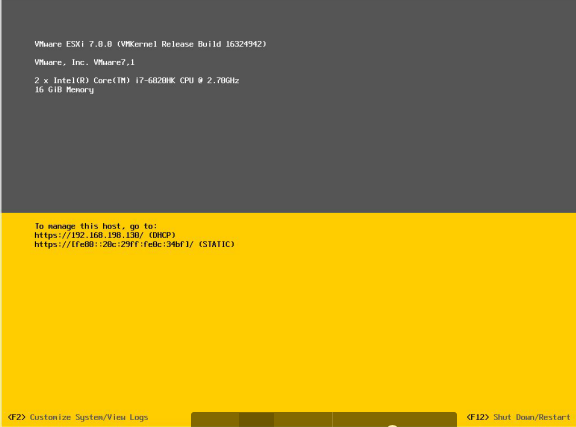 VMware ESXi 7.0.0 (VMKernel Release Build 16324942)
VMware, Inc. VMware7,1
2 x Intel(R) Core(TM) i7-6820HK CPU @ 2.70GHz
16 GiB Memory
To manage this host, go to:
https://192.168.198.130/ (DHCP)
https://[fe80::20c:29ff:fe0c:34bf]/ (STATIC)
<F2> Customize System/View Logs
<F12> Shut Down/Restart